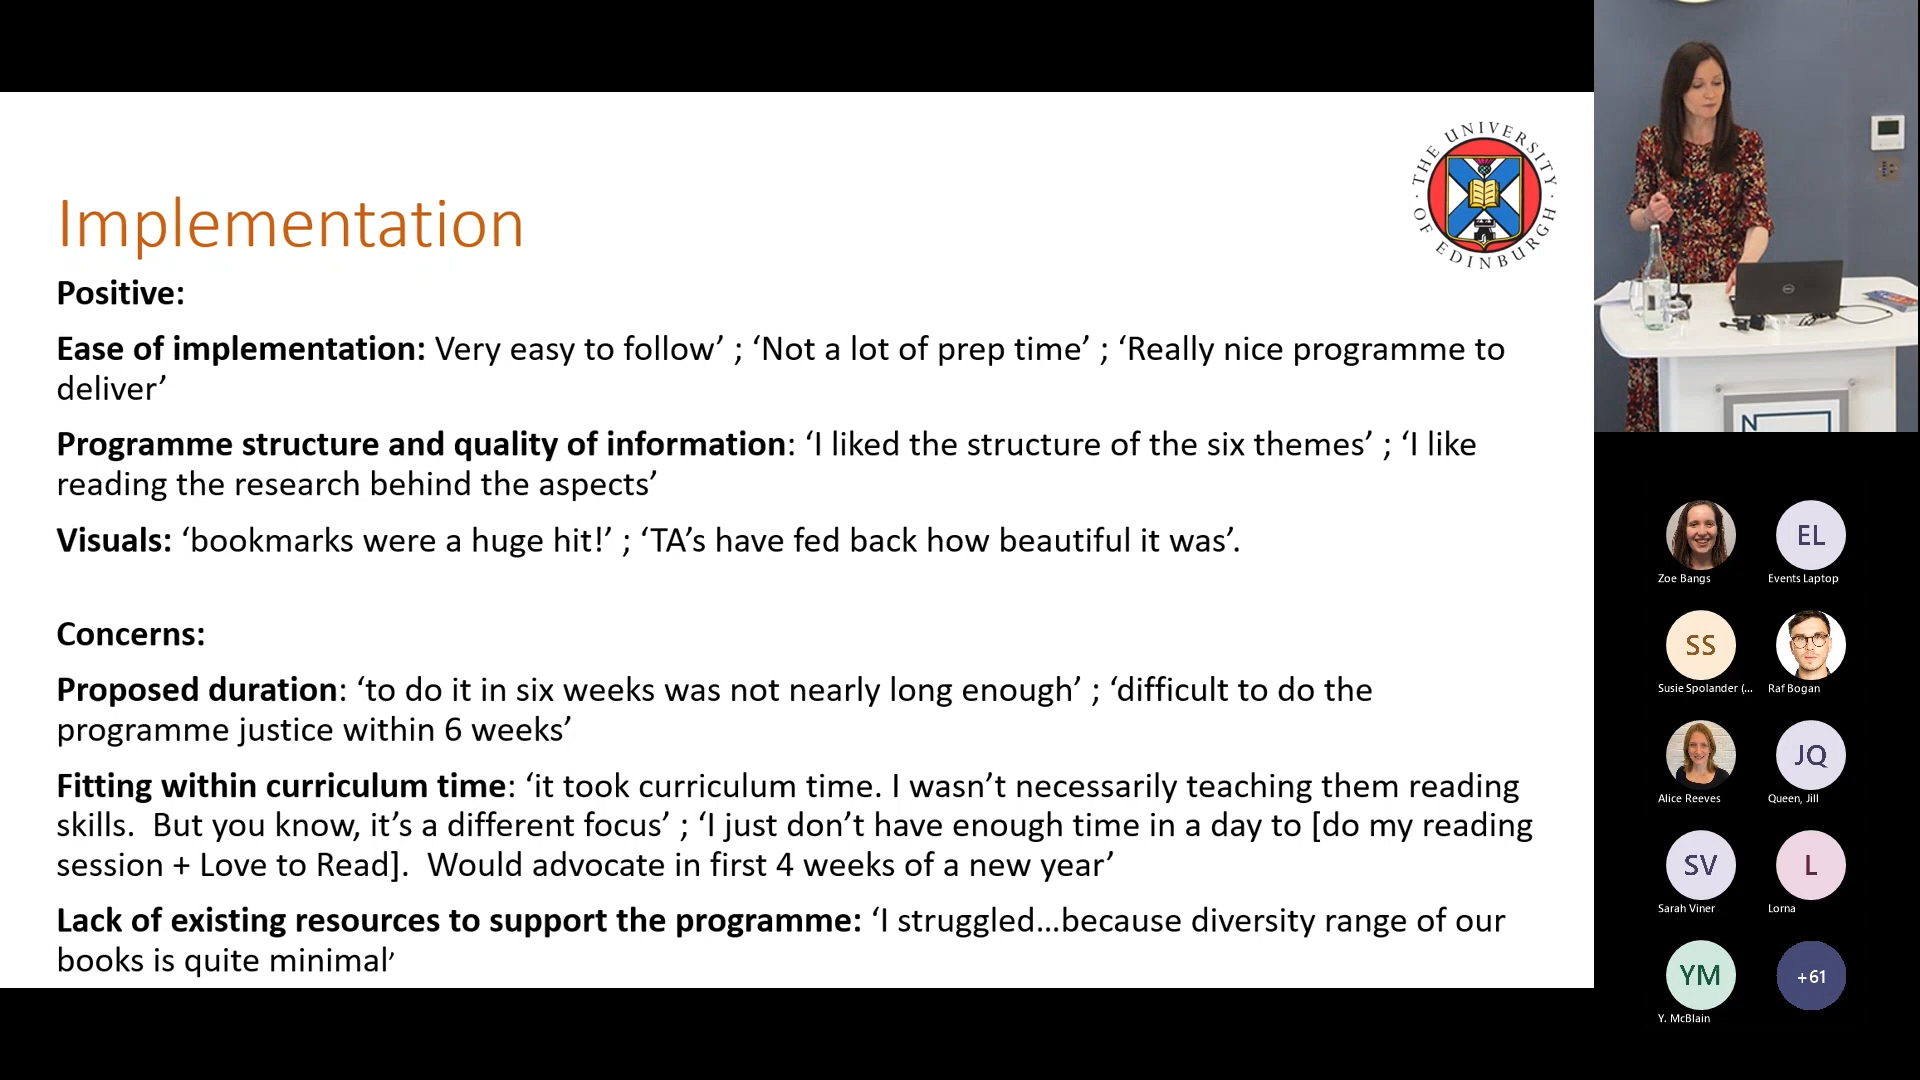 Implementation
THE UNIVERSITY OF EDINBURGH
Positive:
Ease of implementation: Very easy to follow’ ; ‘Not a lot of prep time’ ; ‘Really nice programme to
deliver’
Programme structure and quality of information: ‘I liked the structure of the six themes’ ; ‘I like
reading the research behind the aspects’
Visuals: ‘bookmarks were a huge hit!’ ; ‘TA’s have fed back how beautiful it was’.
Concerns:
Proposed duration: ‘to do it in six weeks was not nearly long enough’ ; ‘difficult to do the
programme justice within 6 weeks’
Fitting within curriculum time: ‘it took curriculum time. I wasn’t necessarily teaching them reading
skills.  But you know, it’s a different focus’ ; ‘I just don’t have enough time in a day to [do my reading
session + Love to Read].  Would advocate in first 4 weeks of a new year’
Lack of existing resources to support the programme: ‘I struggled…because diversity range of our
books is quite minimal’
DELL
N
EL
Zoe Bangs
Events Laptop
SS
Susie Spolander (...
Raf Bogan
JQ
Alice Reeves
Queen, Jill
SV
L
Sarah Viner
Lorna
YM
+61
Y. McBlain